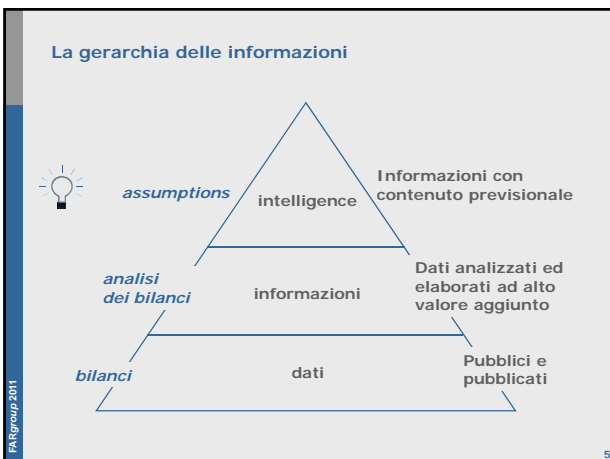 La gerarchia delle informazioni
assumptions
intelligence
Informazioni con
contenuto previsionale
analisi
dei bilanci
informazioni
Dati analizzati ed
elaborati ad alto
valore aggiunto
bilanci
dati
Pubblici e
pubblicati
FARgroup 2011
5